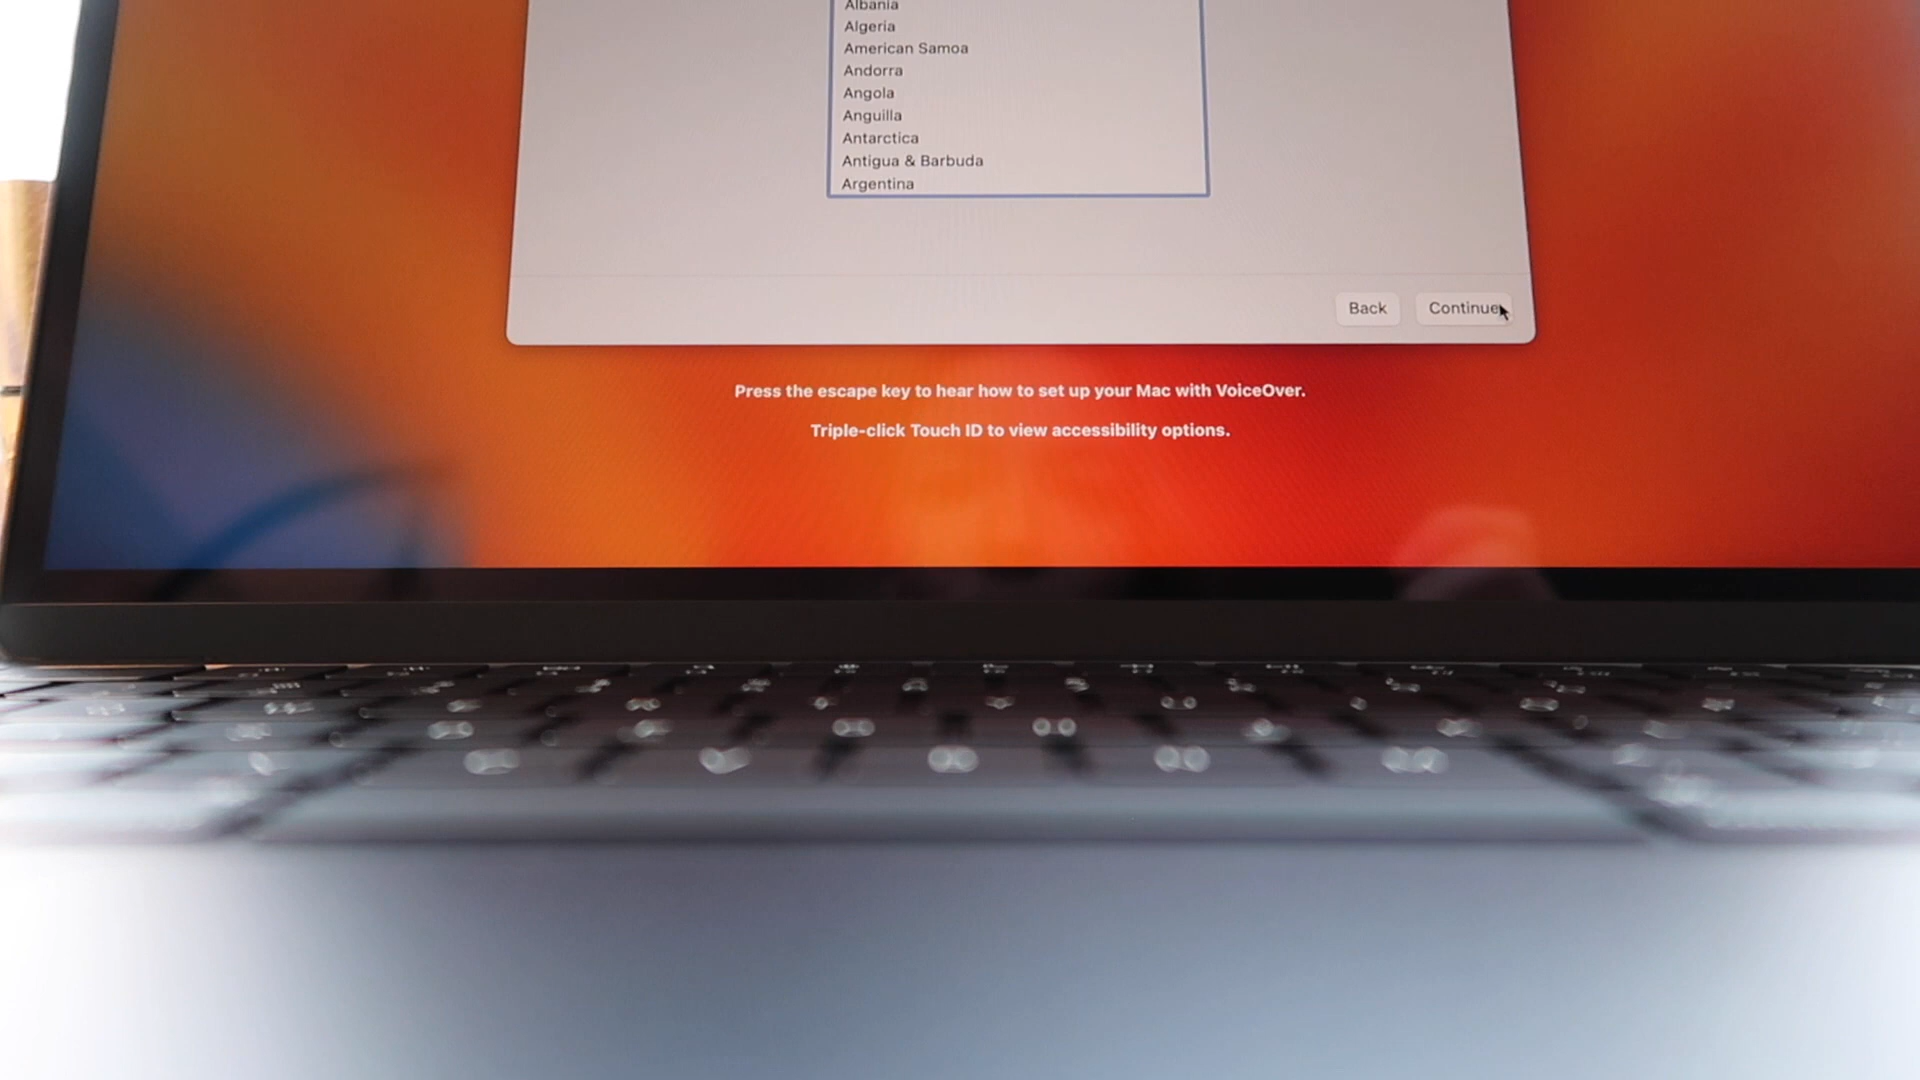 Albania
Algeria
American Samoa
Andorra
Angola
Anguilla
Antarctica
Antigua & Barbuda
Argentina
Back
Continue
Press the escape key to hear how to set up your Mac with VoiceOver.
Triple-click Touch ID to view accessibility options.